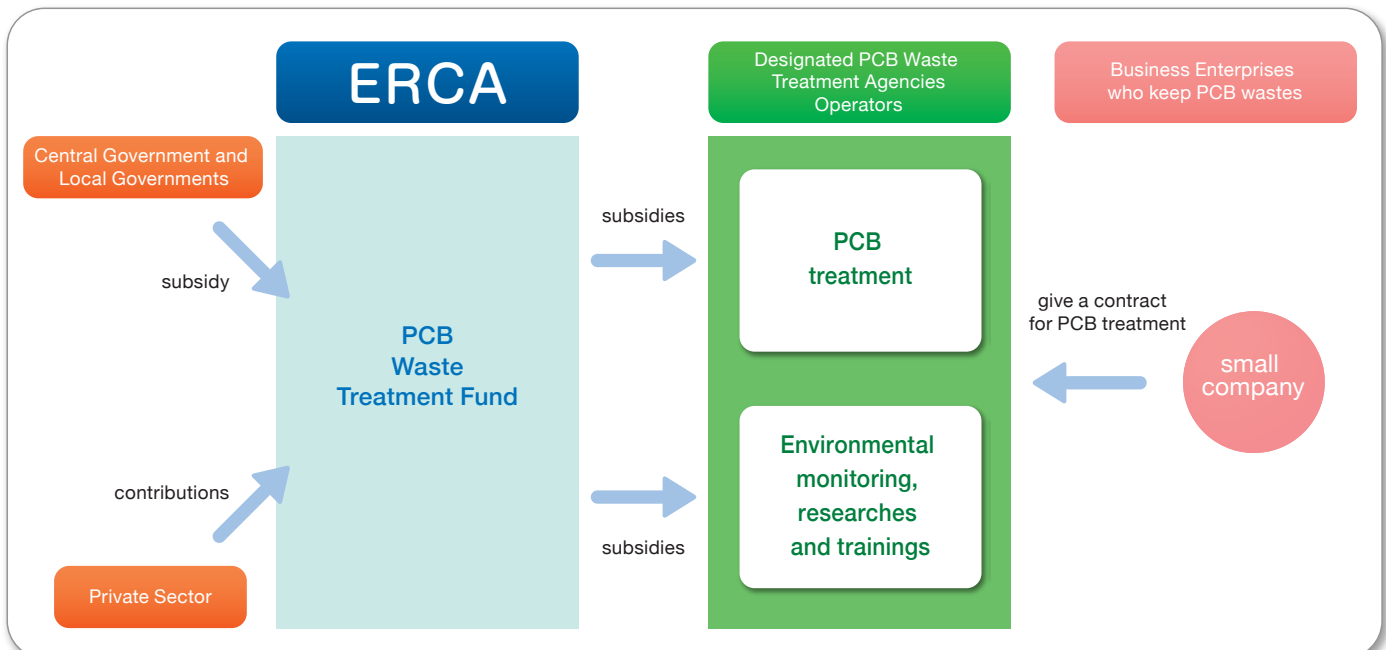 ERCA
Designated PCB Waste
Treatment Agencies
Operators
Business Enterprises
who keep PCB wastes
Central Government and
Local Governments
subsidy
PCB
Waste
Treatment Fund
contributions
Private Sector
subsidies
subsidies
PCB
treatment
Environmental
monitoring,
researches
and trainings
give a contract
for PCB treatment
small
company